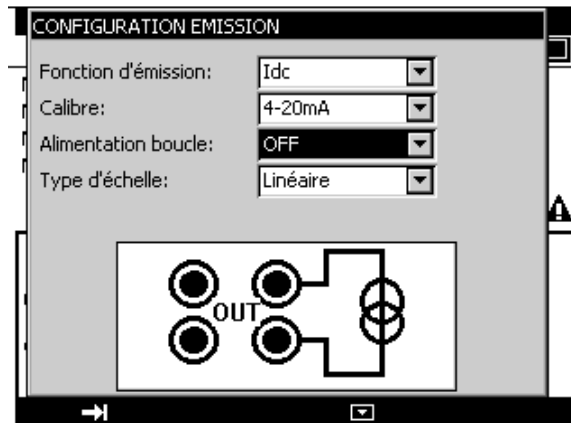 CONFIGURATION EMISSION
Fonction d'émission: Idc
Calibre: 4-20mA
Alimentation boucle: OFF
Type d'échelle: Linéaire
OUT